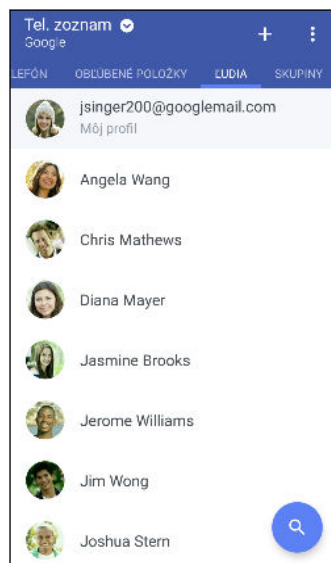 Tel. zoznam
Google
LEFÓN OBĽÚBENÉ POLOŽKY ĽUDIA SKUPINY
jsinger200@googlemail.com
Môj profil
Angela Wang
Chris Mathews
Diana Mayer
Jasmine Brooks
Jerome Williams
Jim Wong
Joshua Stern